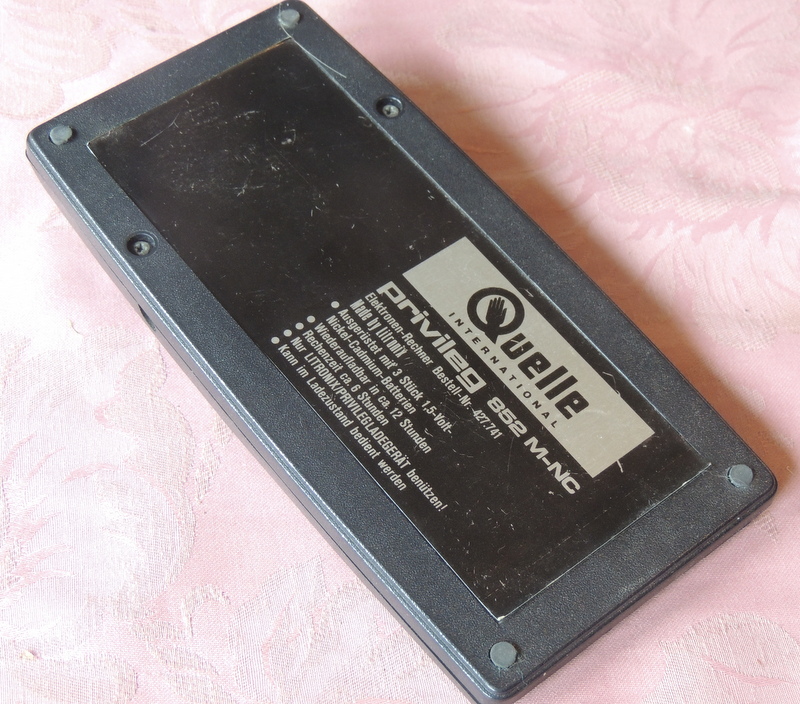 Quelle
INTERNATIONAL
privileg 852 M-NC
Elektronen-Rechner Bestell-Nr. 427.741
Made by litronix
● Ausgerüstet mit 3 Stück 1,5-Volt-
Nickel-Cadmium-Batterien
● Wiederaufladbar in ca. 12 Stunden
● Rechenzeit ca. 6 Stunden
● Nur LITRONIX/PRIVILEGLADEGERÄT benützen!
● Kann im Ladezustand bedient werden